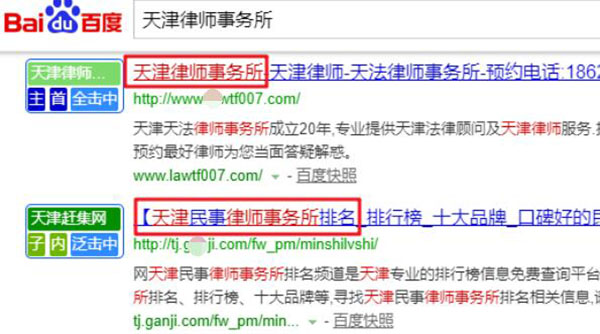 Bai du 百度 天津律师事务所
天津律师... 天津律师事务所-天津律师-天法律师事务所-预约电话:1862
主 首 全击中 http://www. wtf007.com/
天津天法律师事务所成立20年,专业提供天津法律顾问及天津律师服务.
预约最好律师为您当面答疑解惑。
www.lawtf007.com/ - 百度快照
天津赶集网 【天津民事律师事务所排名_排行榜_十大品牌_口碑好的民
子 内 泛击中 http://tj.g ji.com/fw_pm/minshilvshi/
网天津民事律师事务所排名频道是天津专业的排行榜信息免费查询平台
所排名、排行榜、十大品牌等,寻找天津民事律师事务所排名相关信息,
tj.ganji.com/fw_pm/min... - 百度快照